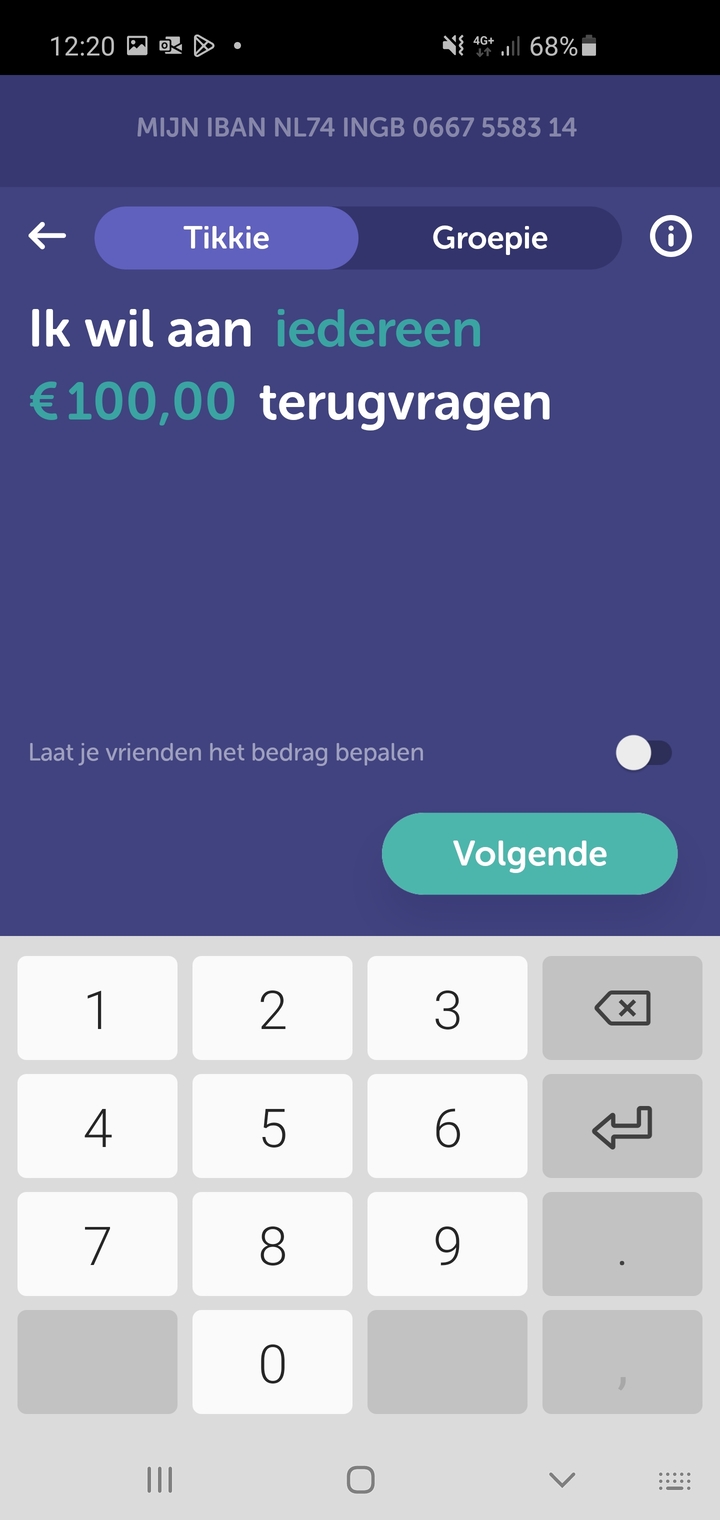 12:20
4G+ 68%
MIJN IBAN NL74 INGB 0667 5583 14
Tikkie Groepie
Ik wil aan iedereen
€100,00 terugvragen
Laat je vrienden het bedrag bepalen
Volgende
1 2 3
4 5 6
7 8 9 .
0 ,